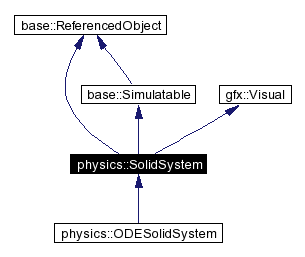 base::ReferencedObject
base::Simulatable
gfx::Visual
physics::SolidSystem
physics::ODESolidSystem